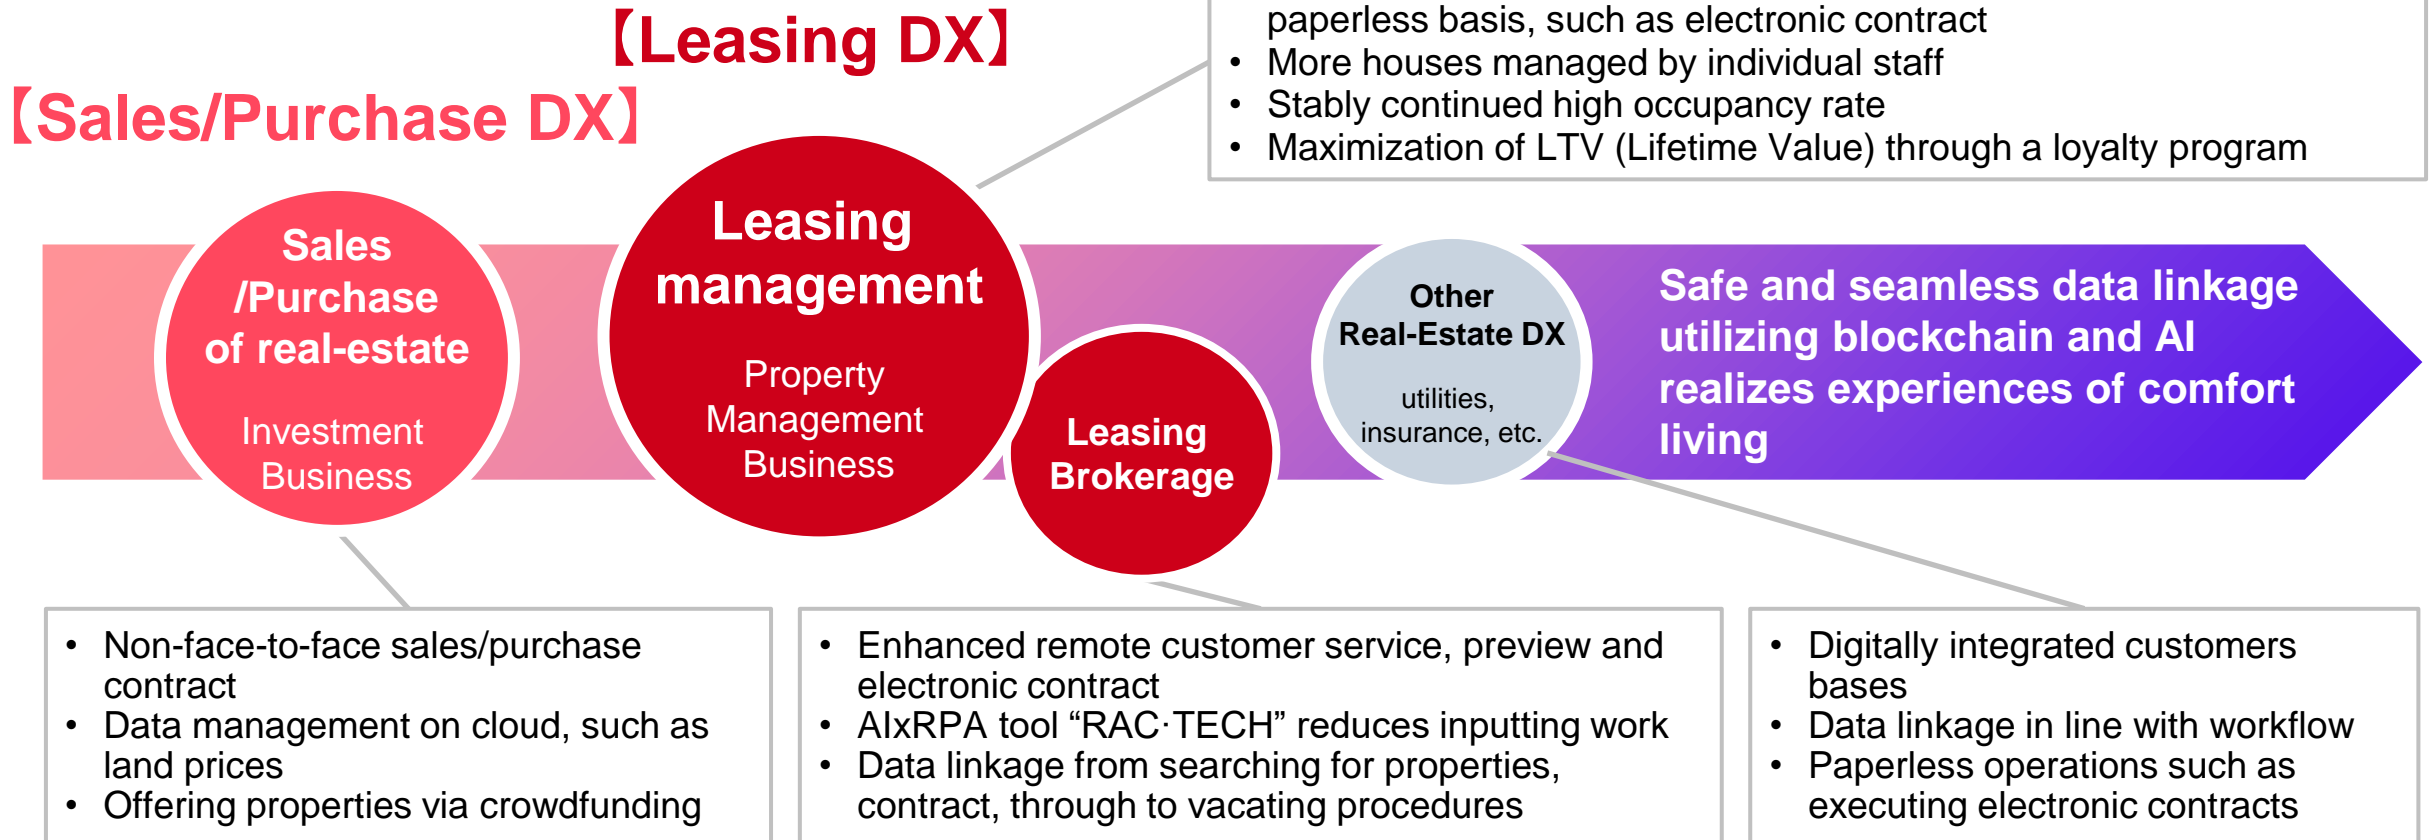 【Leasing DX】
【Sales/Purchase DX】
paperless basis, such as electronic contract
• More houses managed by individual staff
• Stably continued high occupancy rate
• Maximization of LTV (Lifetime Value) through a loyalty program
Sales
/Purchase
of real-estate
Investment
Business
Leasing
management
Property
Management
Business
Leasing
Brokerage
Other
Real-Estate DX
utilities,
insurance, etc.
Safe and seamless data linkage
utilizing blockchain and AI
realizes experiences of comfort
living
• Non-face-to-face sales/purchase
contract
• Data management on cloud, such as
land prices
• Offering properties via crowdfunding
• Enhanced remote customer service, preview and
electronic contract
• AIxRPA tool “RAC·TECH” reduces inputting work
• Data linkage from searching for properties,
contract, through to vacating procedures
• Digitally integrated customers
bases
• Data linkage in line with workflow
• Paperless operations such as
executing electronic contracts